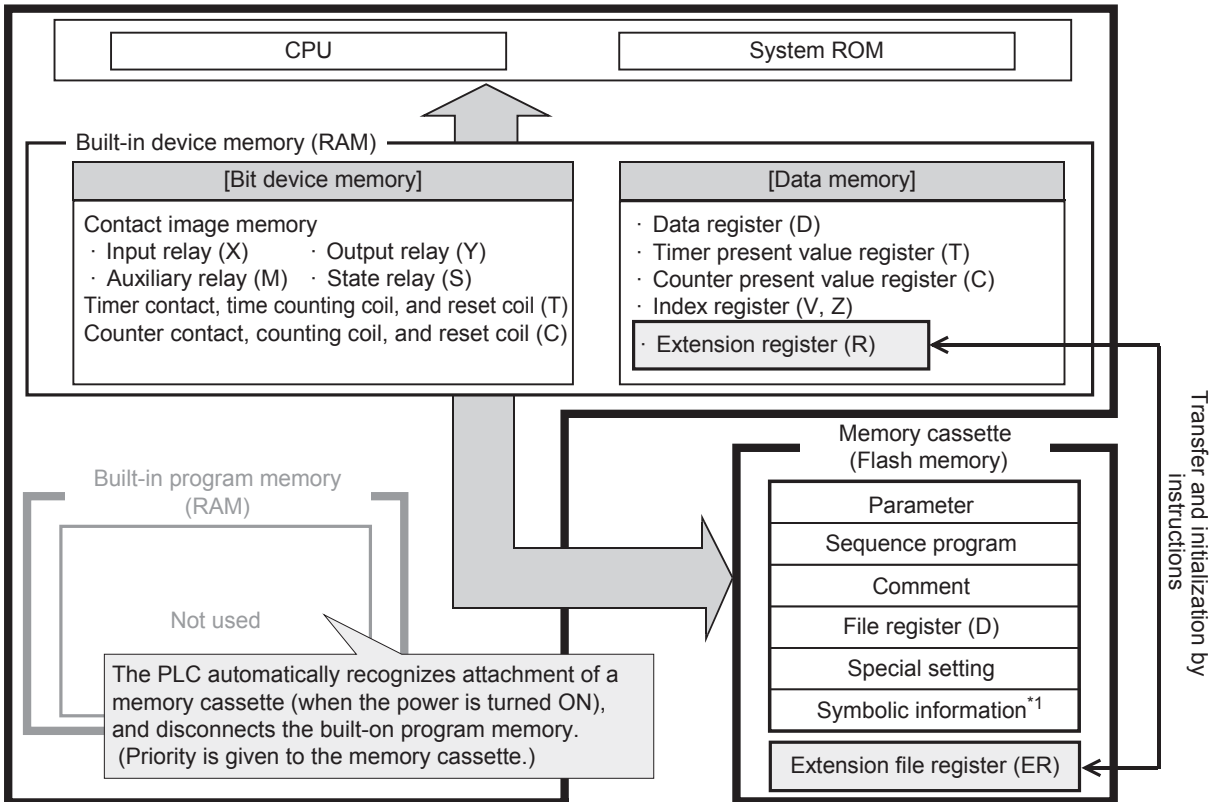 CPU
System ROM
Built-in device memory (RAM)
[Bit device memory]
Contact image memory
· Input relay (X) · Output relay (Y)
· Auxiliary relay (M) · State relay (S)
Timer contact, time counting coil, and reset coil (T)
Counter contact, counting coil, and reset coil (C)
[Data memory]
· Data register (D)
· Timer present value register (T)
· Counter present value register (C)
· Index register (V, Z)
· Extension register (R)
Transfer and initialization by
instructions
Built-in program memory
(RAM)
Not used
The PLC automatically recognizes attachment of a
memory cassette (when the power is turned ON),
and disconnects the built-on program memory.
(Priority is given to the memory cassette.)
Memory cassette
(Flash memory)
Parameter
Sequence program
Comment
File register (D)
Special setting
Symbolic information*1
Extension file register (ER)